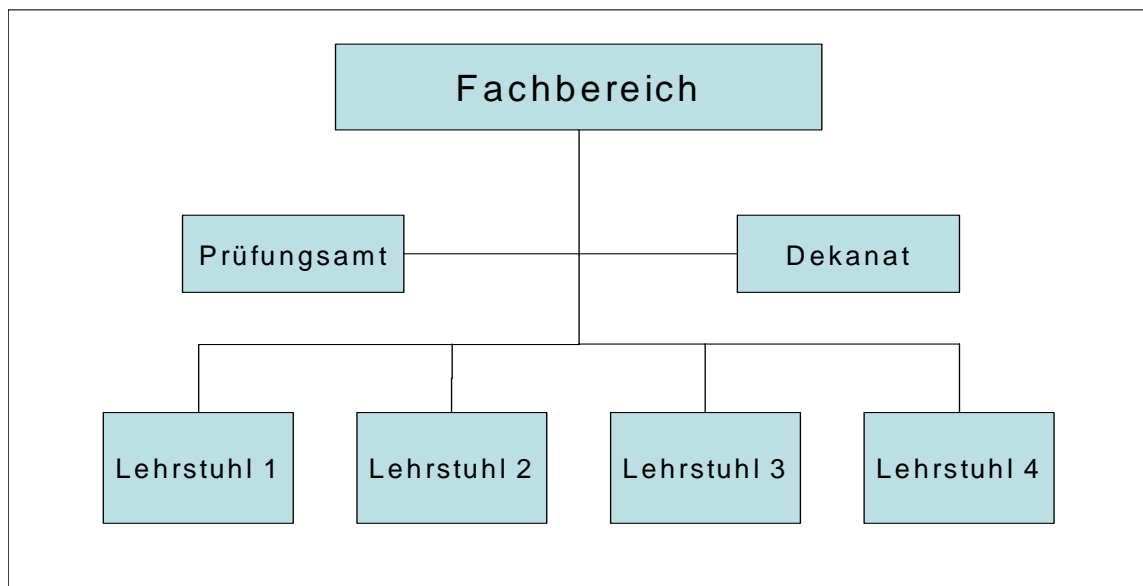 Fachbereich
Prüfungsamt
Dekanat
Lehrstuhl 1
Lehrstuhl 2
Lehrstuhl 3
Lehrstuhl 4